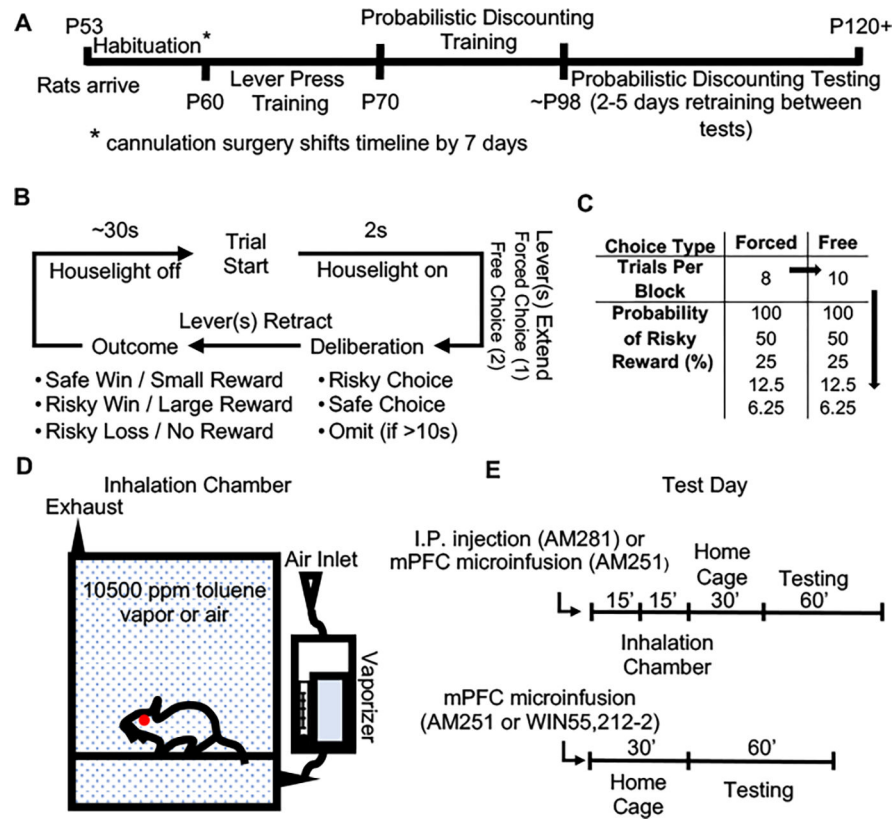 A
P53
Habituation*
Rats arrive
P60
Lever Press
Training
P70
Probabilistic Discounting
Training
~P98
P120+
Probabilistic Discounting Testing
(2-5 days retraining between
tests)
* cannulation surgery shifts timeline by 7 days
B
~30s
Houselight off
Trial
Start
2s
Houselight on
Lever(s) Extend
Forced Choice (1)
Free Choice (2)
Lever(s) Retract
Outcome
Deliberation
•Safe Win / Small Reward
•Risky Win / Large Reward
•Risky Loss / No Reward
•Risky Choice
•Safe Choice
•Omit (if >10s)
C
Choice Type Forced Free
Trials Per
Block
8 10
Probability
of Risky
Reward (%)
100 100
50 50
25 25
12.5 12.5
6.25 6.25
D
Inhalation Chamber
Exhaust
10500 ppm toluene
vapor or air
Air Inlet
Vaporizer
E
Test Day
I.P. injection (AM281) or
mPFC microinfusion (AM251)
Home
Cage
Testing
15' 15' 30' 60'
Inhalation
Chamber
mPFC microinfusion
(AM251 or WIN55,212-2)
30' 60'
Home
Cage
Testing